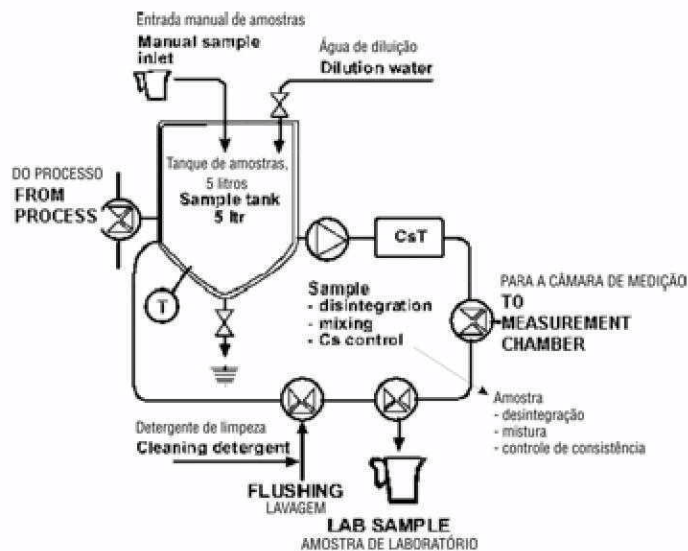 Entrada manual de amostras
Manual sample
inlet
Água de diluição
Dilution water
DO PROCESSO
FROM
PROCESS
Tanque de amostras,
5 litros
Sample tank
5 ltr
CsT
T
Sample
- disintegration
- mixing
- Cs control
PARA A CÂMARA DE MEDIÇÃO
TO
MEASUREMENT
CHAMBER
Amostra
- desintegração
- mistura
- controle de consistência
Detergente de limpeza
Cleaning detergent
FLUSHING
LAVAGEM
LAB SAMPLE
AMOSTRA DE LABORATÓRIO